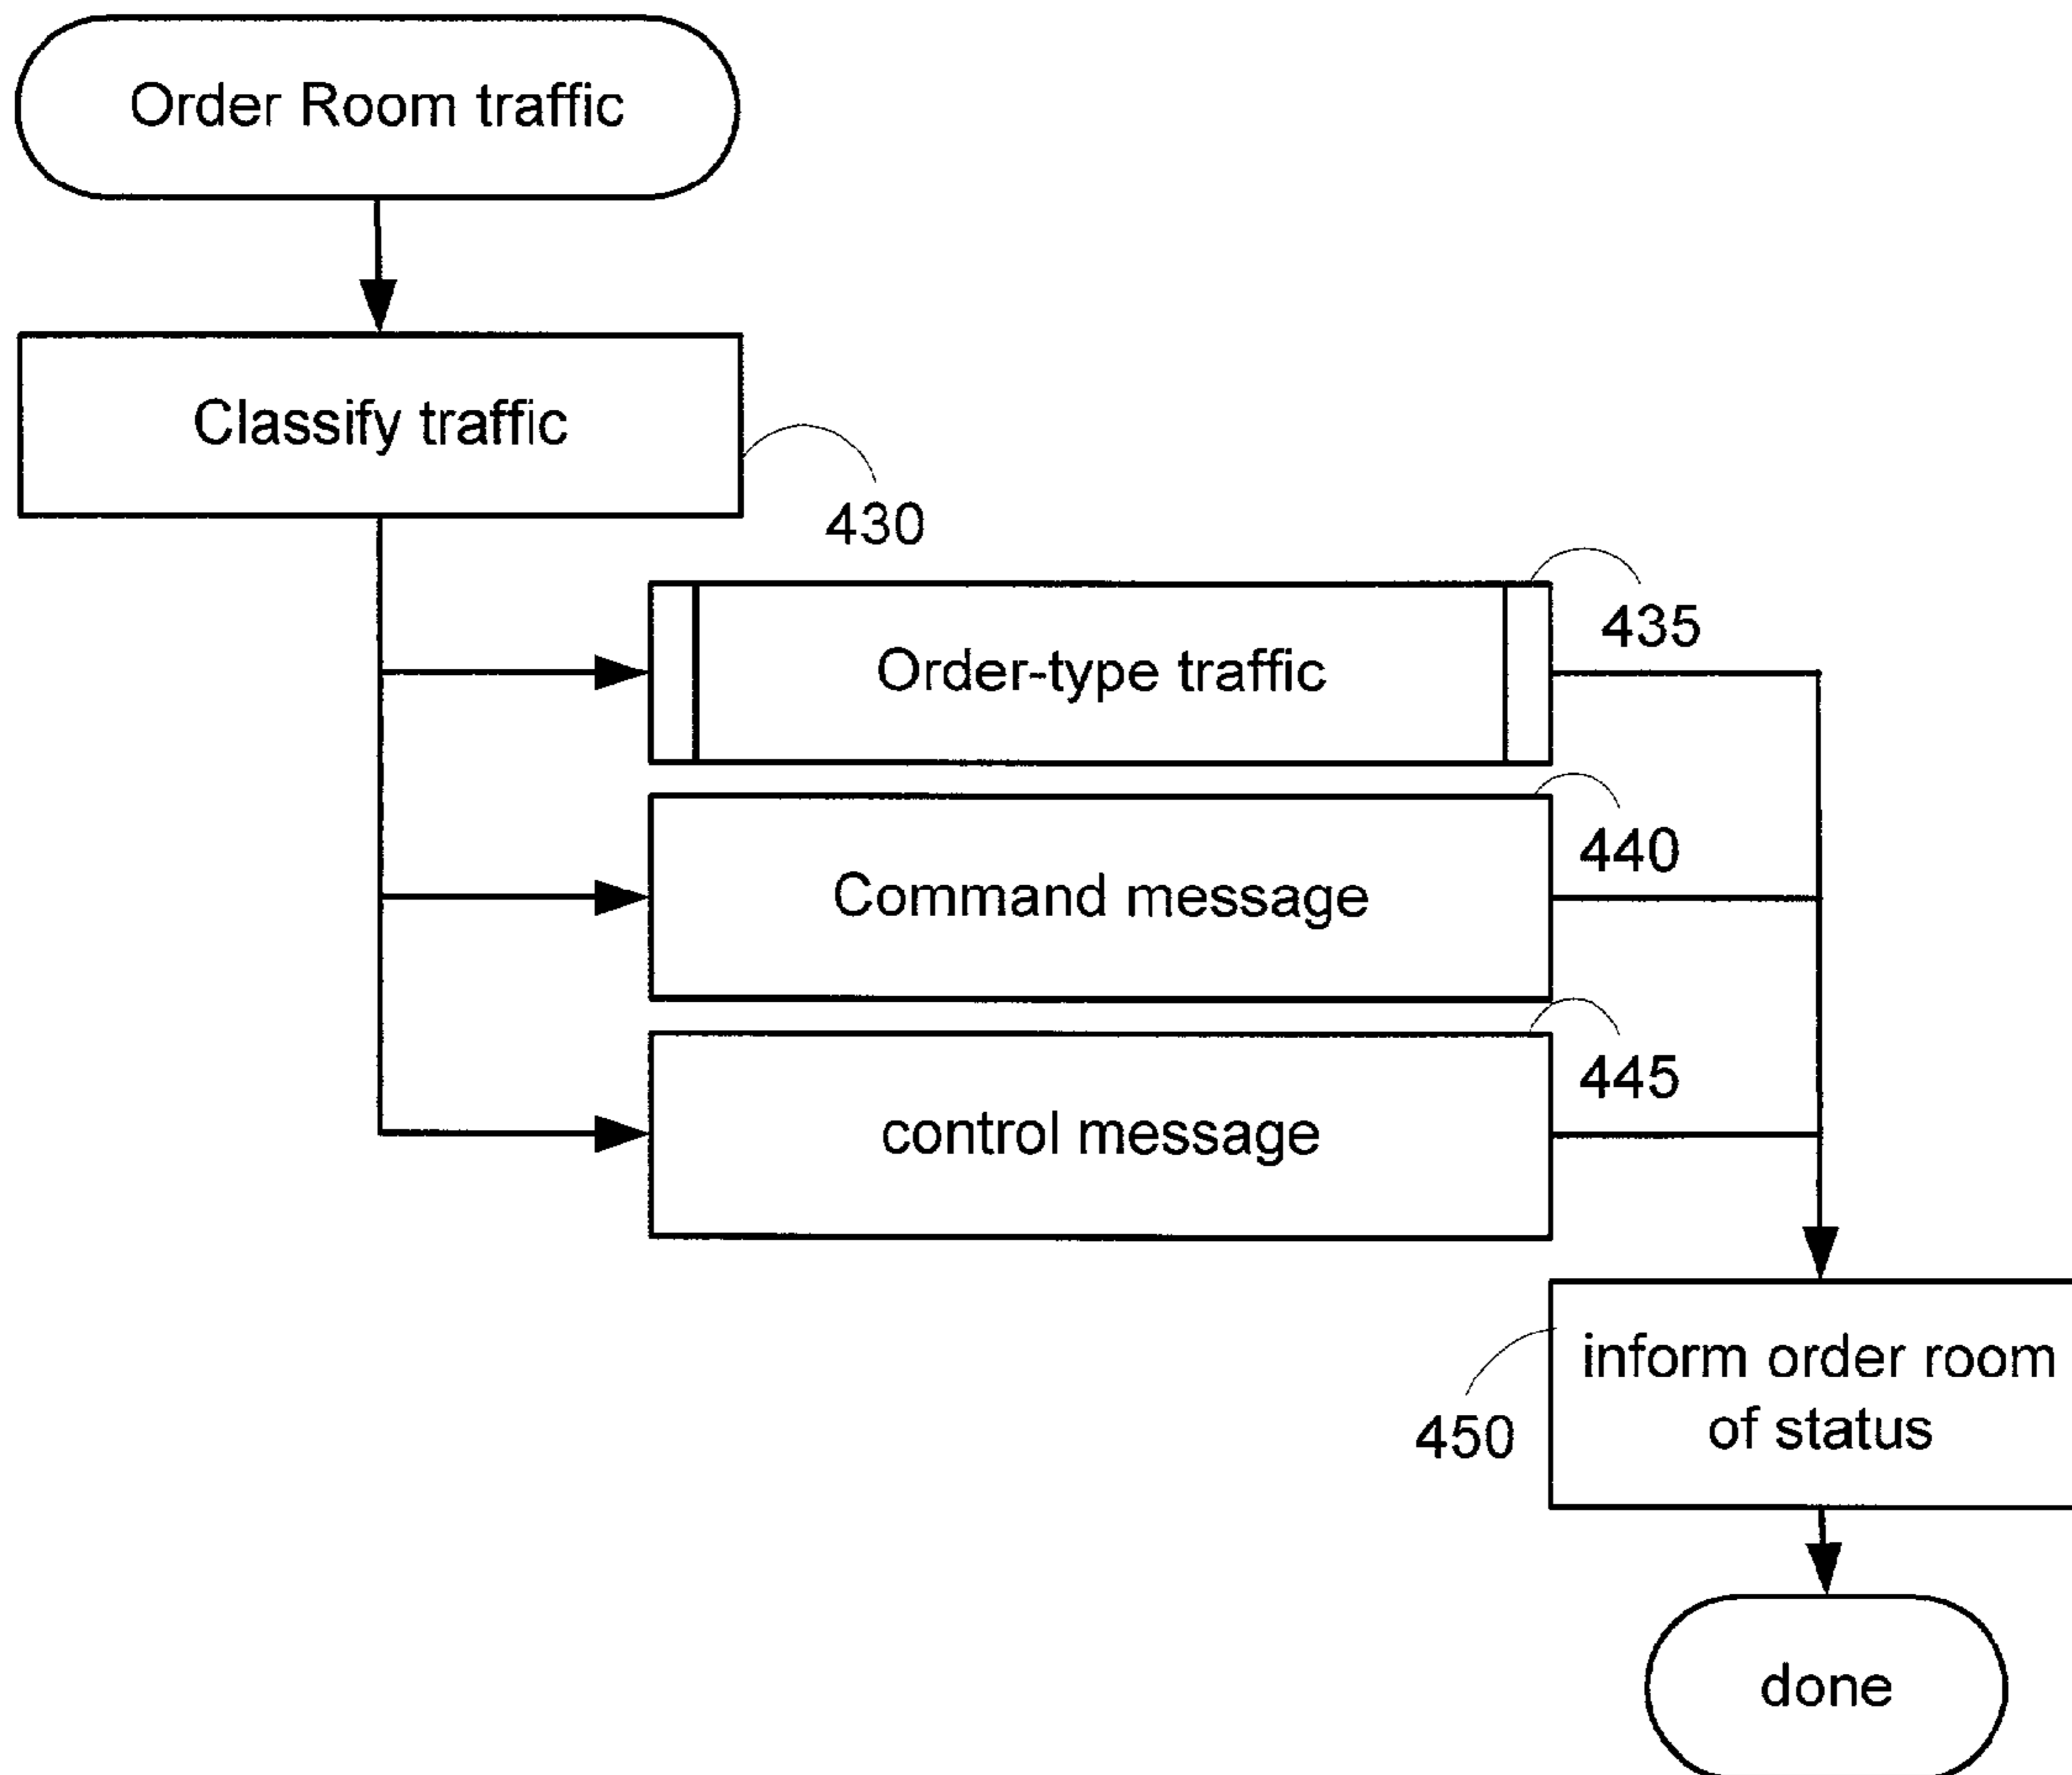 Order Room traffic
Classify traffic
430
435
Order-type traffic
440
Command message
445
control message
inform order room
of status
450
done